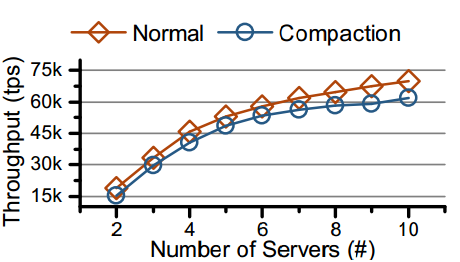 Normal Compaction
Throughput (tps)
75k
60k
45k
30k
15k
2 4 6 8 10
Number of Servers (#)